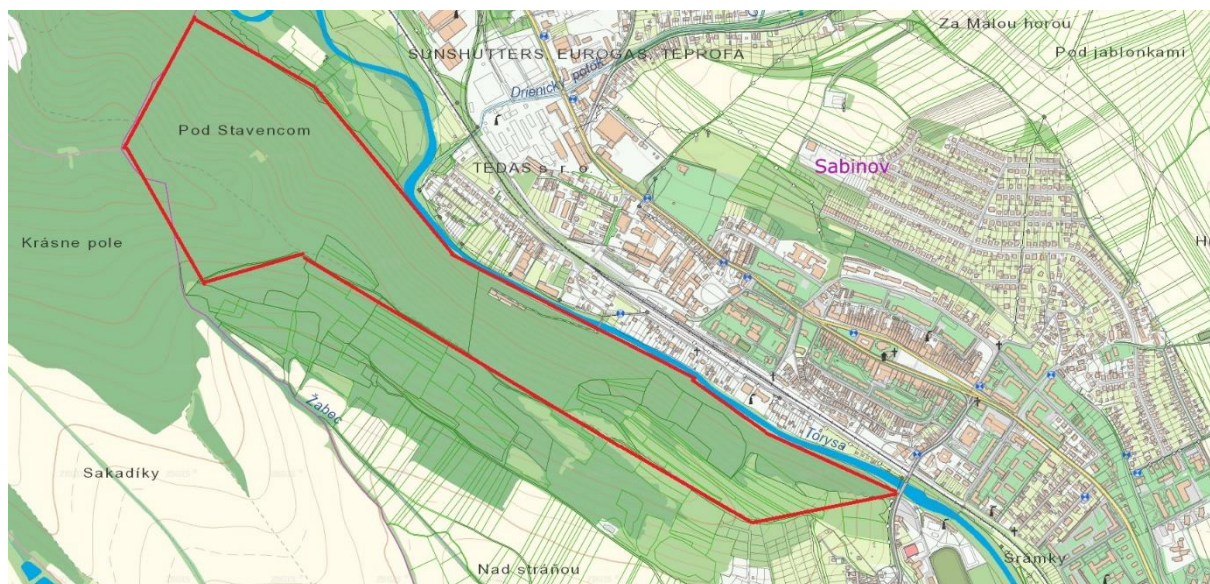 Za Malou horou
Pod jablonkami
SUNSHUTTERS, EUROGAS, TEPROFA
Drienický potok
Pod Stavencom
TEDAS s. r. o.
Sabinov
Krásne pole
Žabec
Torysa
Sakadíky
Šrámky
Nad stráňou